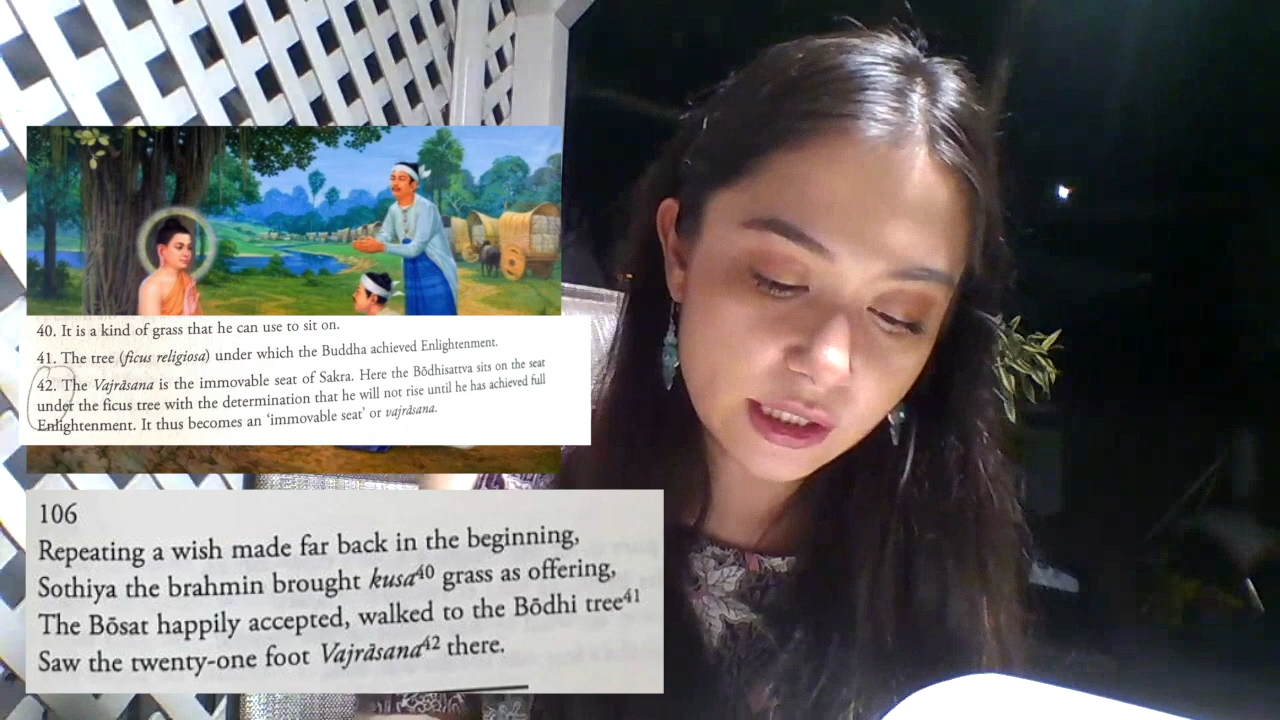 40. It is a kind of grass that he can use to sit on.
41. The tree (ficus religiosa) under which the Buddha achieved Enlightenment.
42. The Vajrāsana is the immovable seat of Sakra. Here the Bōdhisattva sits on the seat
under the ficus tree with the determination that he will not rise until he has achieved full
Enlightenment. It thus becomes an ‘immovable seat’ or vajrāsana.
106
Repeating a wish made far back in the beginning,
Sothiya the brahmin brought kusa40 grass as offering,
The Bōsat happily accepted, walked to the Bōdhi tree41
Saw the twenty-one foot Vajrāsana42 there.